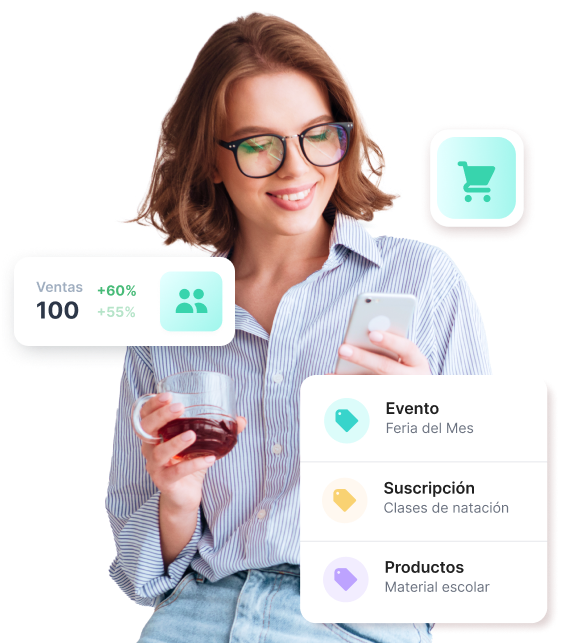 Ventas
100
+60%
+55%
Evento
Feria del Mes
Suscripción
Clases de natación
Productos
Material escolar